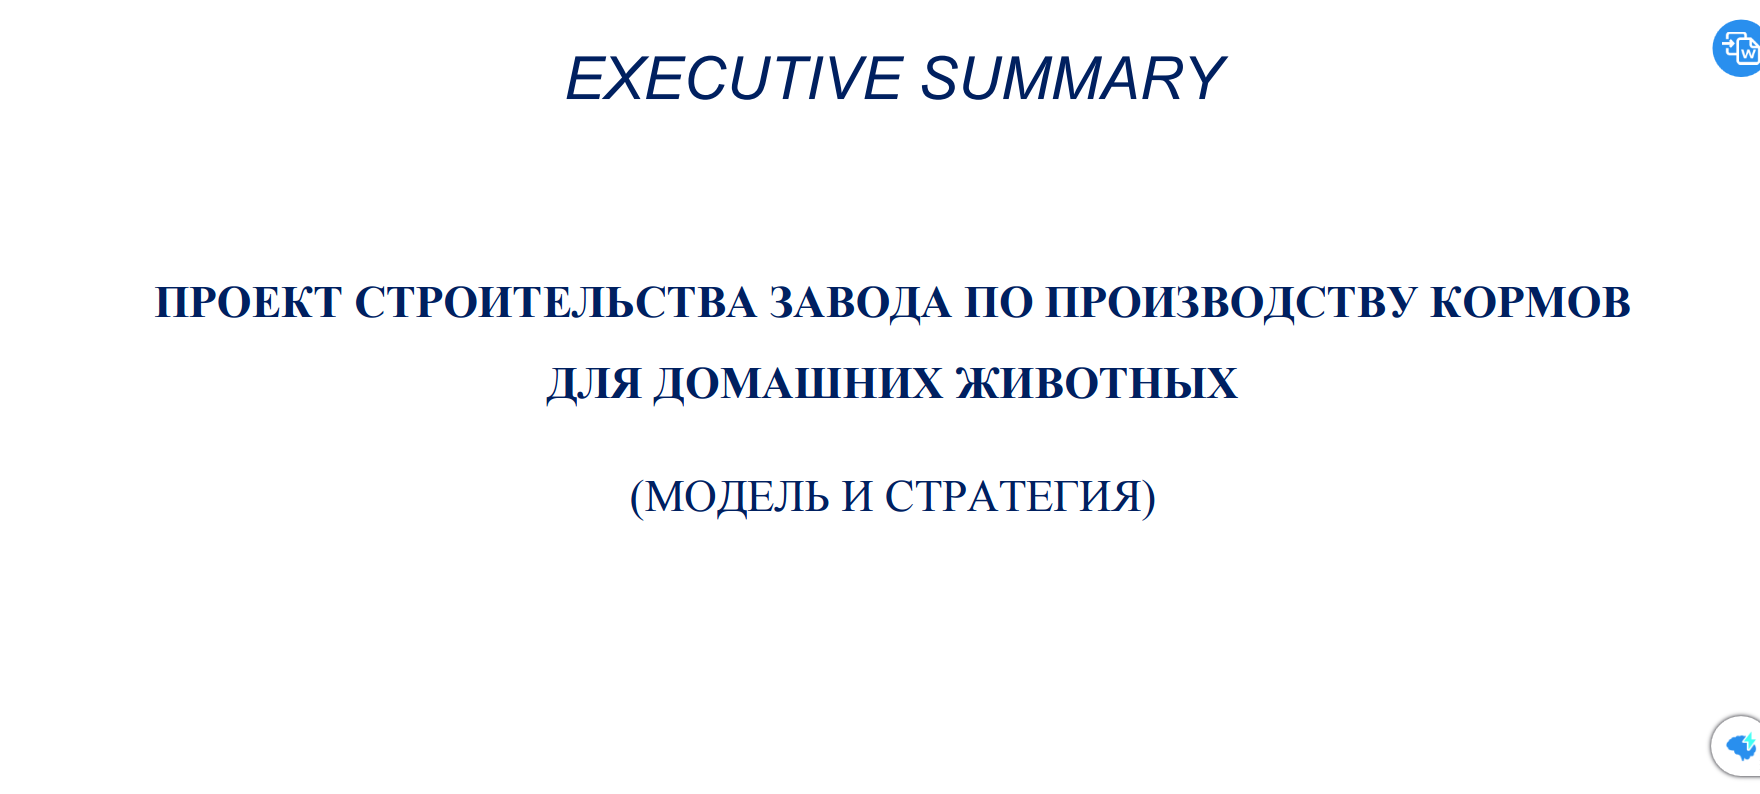 EXECUTIVE SUMMARY
ПРОЕКТ СТРОИТЕЛЬСТВА ЗАВОДА ПО ПРОИЗВОДСТВУ КОРМОВ
ДЛЯ ДОМАШНИХ ЖИВОТНЫХ
(МОДЕЛЬ И СТРАТЕГИЯ)
W